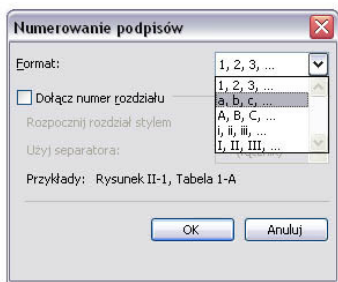 Numerowanie podpisów
Format: 1, 2, 3, ...
1, 2, 3, ...
a, b, c, ...
A, B, C, ...
i, ii, iii, ...
I, II, III, ...
Dołącz numer rozdziału
Rozpocznij rozdział stylem
Użyj separatora:
Przykłady: Rysunek II-1, Tabela 1-A
OK Anuluj